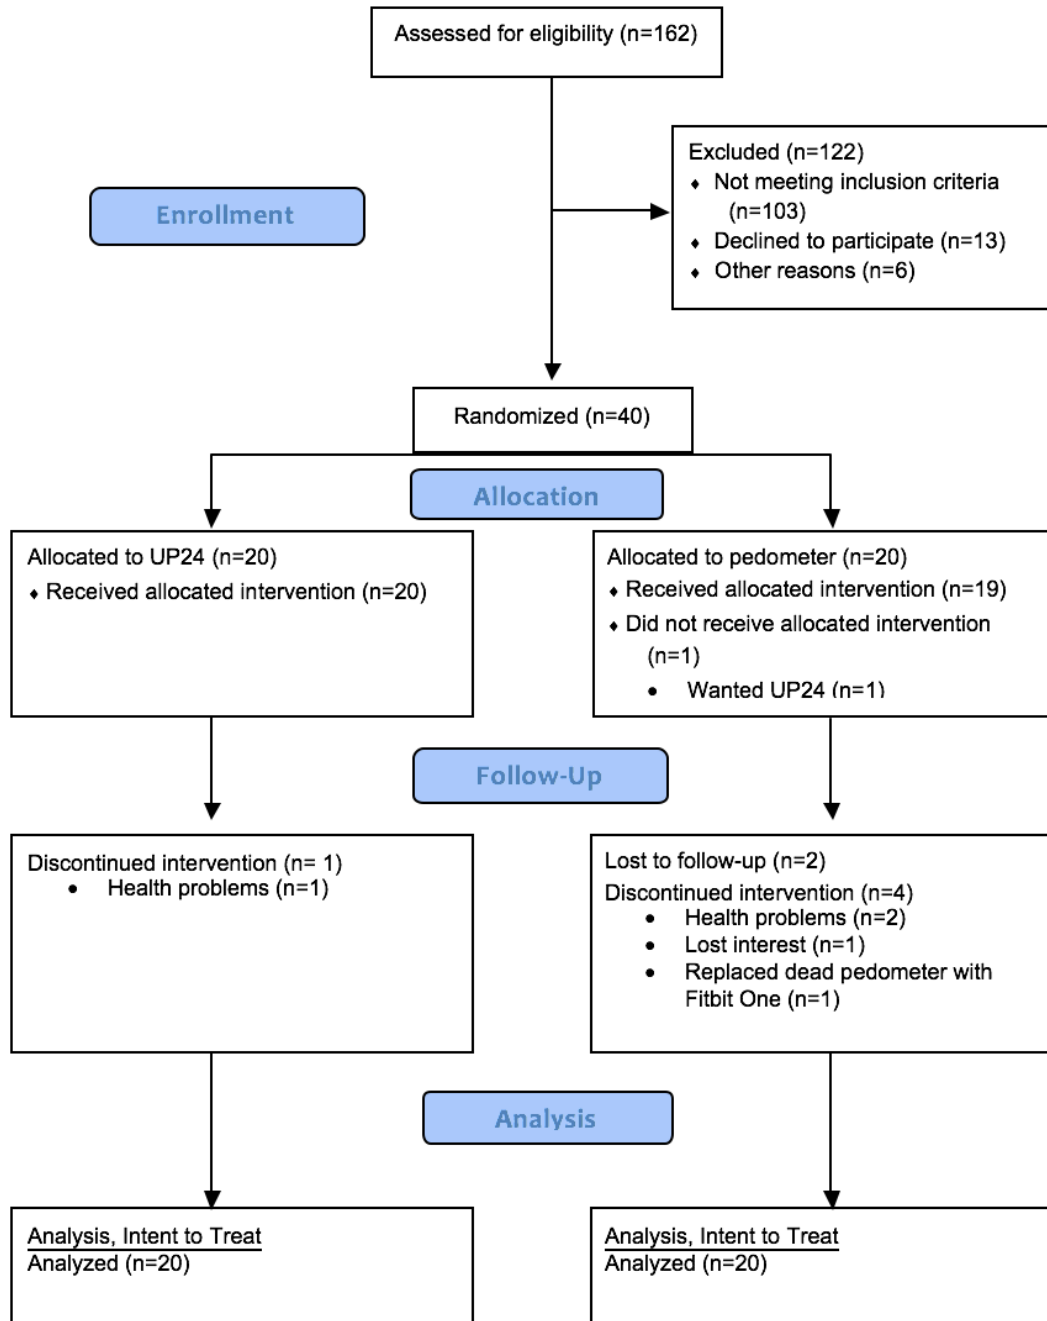 Assessed for eligibility (n=162)
Excluded (n=122)
⬧ Not meeting inclusion criteria
(n=103)
⬧ Declined to participate (n=13)
⬧ Other reasons (n=6)
Enrollment
Randomized (n=40)
Allocation
Allocated to UP24 (n=20)
⬧ Received allocated intervention (n=20)
Allocated to pedometer (n=20)
⬧ Received allocated intervention (n=19)
⬧ Did not receive allocated intervention
(n=1)
• Wanted UP24 (n=1)
Follow-Up
Discontinued intervention (n= 1)
• Health problems (n=1)
Lost to follow-up (n=2)
Discontinued intervention (n=4)
• Health problems (n=2)
• Lost interest (n=1)
• Replaced dead pedometer with
Fitbit One (n=1)
Analysis
Analysis, Intent to Treat
Analyzed (n=20)
Analysis, Intent to Treat
Analyzed (n=20)